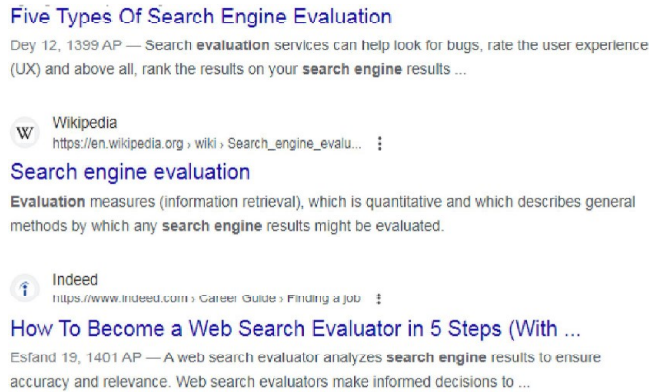 Five Types Of Search Engine Evaluation
Dey 12, 1399 AP — Search evaluation services can help look for bugs, rate the user experience
(UX) and above all, rank the results on your search engine results ...
W
Wikipedia
https://en.wikipedia.org › wiki › Search_engine_evalu...
Search engine evaluation
Evaluation measures (information retrieval), which is quantitative and which describes general
methods by which any search engine results might be evaluated.
Indeed
https://www.indeed.com › Career Guide › Finding a job
How To Become a Web Search Evaluator in 5 Steps (With ...
Esfand 19, 1401 AP — A web search evaluator analyzes search engine results to ensure
accuracy and relevance. Web search evaluators make informed decisions to ...